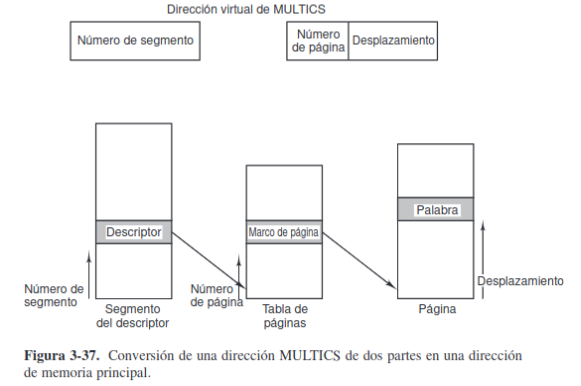 Dirección virtual de MULTICS
Número de segmento
Número
de página
Desplazamiento
Descriptor
Marco de página
Palabra
Número de
segmento
Número
de página
Desplazamiento
Segmento
del descriptor
Tabla de
páginas
Página
Figura 3-37. Conversión de una dirección MULTICS de dos partes en una dirección
de memoria principal.